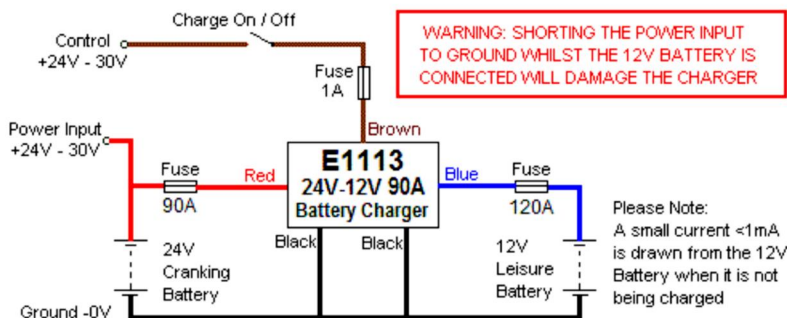 Charge On / Off
Control
+24V - 30V
Fuse
1A
WARNING: SHORTING THE POWER INPUT
TO GROUND WHILST THE 12V BATTERY IS
CONNECTED WILL DAMAGE THE CHARGER
Power Input
+24V - 30V
Brown
Fuse
90A
Red
E1113
24V-12V 90A
Battery Charger
Blue
Fuse
120A
Black
Black
24V
Cranking
Battery
12V
Leisure
Battery
Please Note:
A small current <1mA
is drawn from the 12V
Battery when it is not
being charged
Ground -0V